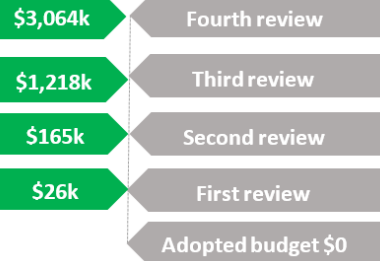 $3,064k Fourth review
$1,218k Third review
$165k Second review
$26k First review
Adopted budget $0